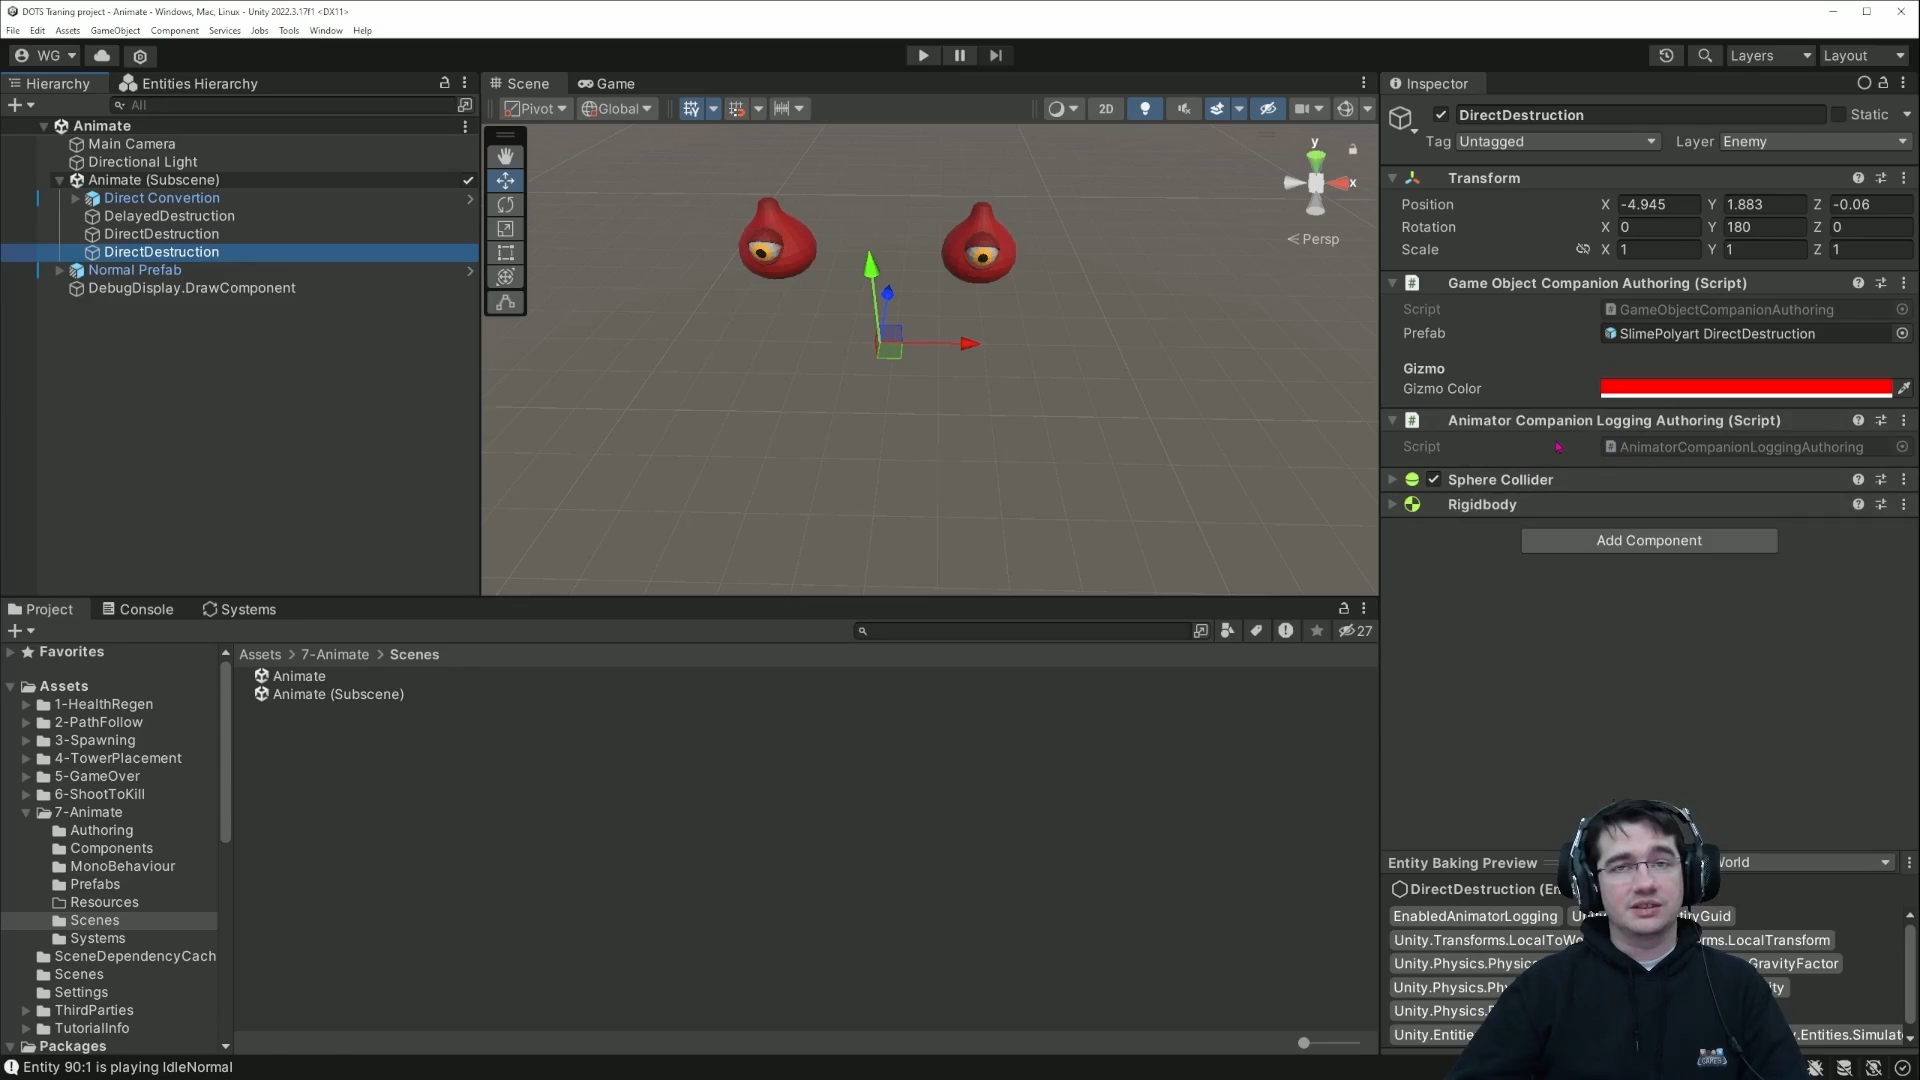 DOTS Traning project - Animate - Windows, Mac, Linux - Unity 2022.3.17f1 <DX11>
File Edit Assets GameObject Component Services Jobs Tools Window Help
WG
Layers
Layout
Hierarchy
Entities Hierarchy
All
Animate
Main Camera
Directional Light
Animate (Subscene)
Direct Convertion
DelayedDestruction
DirectDestruction
DirectDestruction
Normal Prefab
DebugDisplay.DrawComponent
Scene
Game
Pivot
Global
2D
y
x
< Persp
Inspector
DirectDestruction
Static
Tag Untagged Layer Enemy
Transform
Position X -4.945 Y 1.883 Z -0.06
Rotation X 0 Y 180 Z 0
Scale X 1 Y 1 Z 1
Game Object Companion Authoring (Script)
Script GameObjectCompanionAuthoring
Prefab SlimePolyart DirectDestruction
Gizmo
Gizmo Color
Animator Companion Logging Authoring (Script)
Script AnimatorCompanionLoggingAuthoring
Sphere Collider
Rigidbody
Add Component
Project
Console
Systems
27
Favorites
Assets
1-HealthRegen
2-PathFollow
3-Spawning
4-TowerPlacement
5-GameOver
6-ShootToKill
7-Animate
Authoring
Components
MonoBehaviour
Prefabs
Resources
Scenes
Systems
SceneDependencyCach
Scenes
Settings
ThirdParties
TutorialInfo
Packages
Assets > 7-Animate > Scenes
Animate
Animate (Subscene)
Entity Baking Preview
DirectDestruction
EnabledAnimatorLogging
Unity.Transforms.LocalToWo
LocalTransform
GravityFactor
Unity.Physics
Entity 90:1 is playing IdleNormal
GAMES